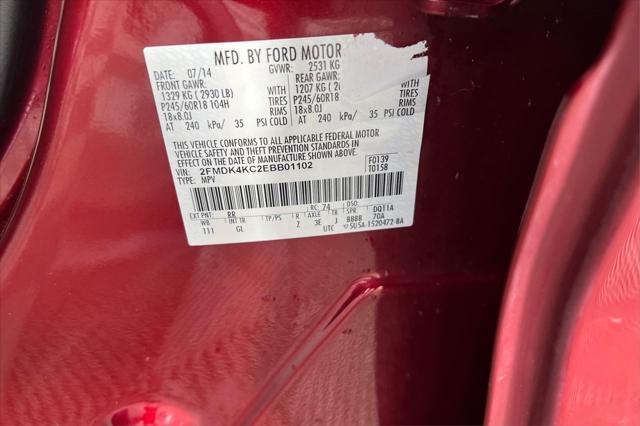 MFD. BY FORD MOTOR
DATE: 07/14 GVWR: 2531 KG
FRONT GAWR: REAR GAWR:
1329 KG ( 2930 LB) WITH 1207 KG ( 2 WITH
P245/60R18 104H TIRES P245/60R18 TIRES
18x8.0J RIMS 18x8.0J RIMS
AT 240 kPa/ 35 PSI COLD AT 240 kPa/ 35 PSI COLD
THIS VEHICLE CONFORMS TO ALL APPLICABLE FEDERAL MOTOR
VEHICLE SAFETY AND THEFT PREVENTION STANDARDS IN
EFFECT ON THE DATE OF MANUFACTURE SHOWN ABOVE.
VIN: 2FMDK4KC2EBB01102 F0139
TYPE: MPV T0158
EXT PNT: RR RC: 74 DSO:
WB INT TR TP/PS R AXLE TR SPR DQ11A
111 GL Z 3E J BBBB 70A
UTC 5U5A-1520472-BA